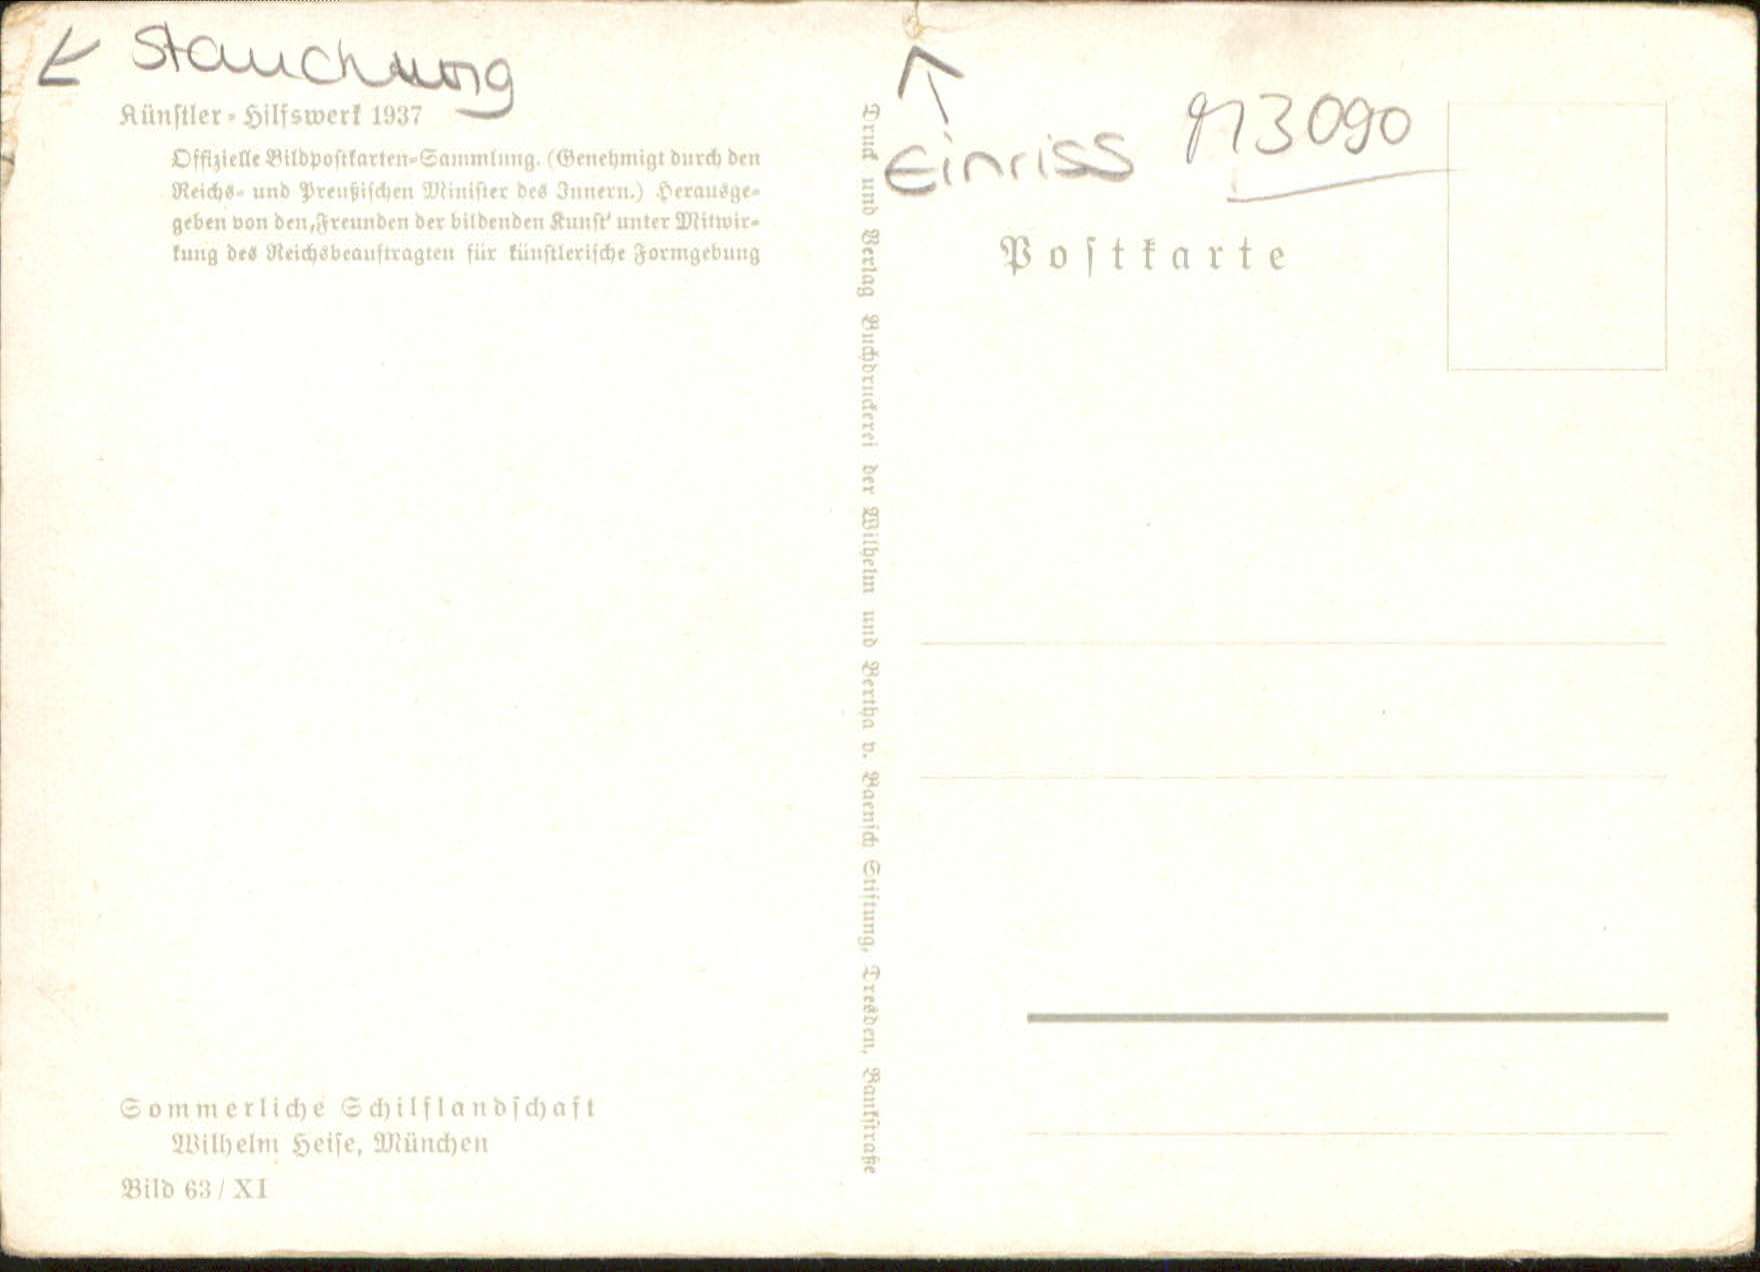 Stauchung
Künſtler-Hilfswerk 1937
Offizielle Bildpoſtkarten-Sammlung. (Genehmigt durch den
Reichs- und Preußiſchen Miniſter des Innern.) Herausge-
geben von den ‚Freunden der bildenden Kunſt‘ unter Mitwir-
kung des Reichsbeauftragten für künſtleriſche Formgebung
Sommerliche Schilflandſchaft
Wilhelm Heiſe, München
Bild 63 / XI
Druck und Verlag Buchdruckerei der Wilhelm und Bertha v. Baenſch Stiftung, Dresden, Bankſtraße
Einriss
913090
Poſtkarte